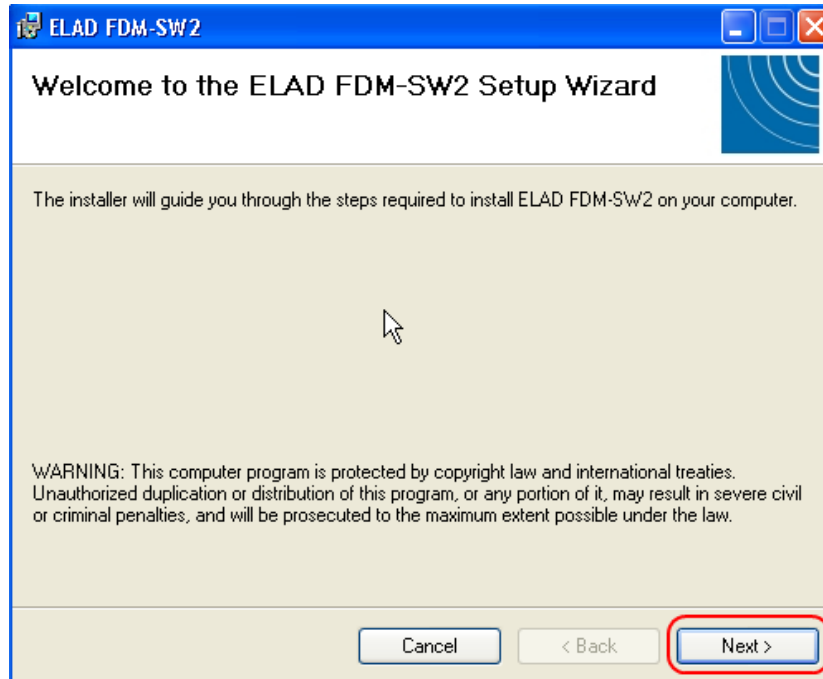 ELAD FDM-SW2
Welcome to the ELAD FDM-SW2 Setup Wizard
The installer will guide you through the steps required to install ELAD FDM-SW2 on your computer.
WARNING: This computer program is protected by copyright law and international treaties.
Unauthorized duplication or distribution of this program, or any portion of it, may result in severe civil
or criminal penalties, and will be prosecuted to the maximum extent possible under the law.
Cancel < Back Next >